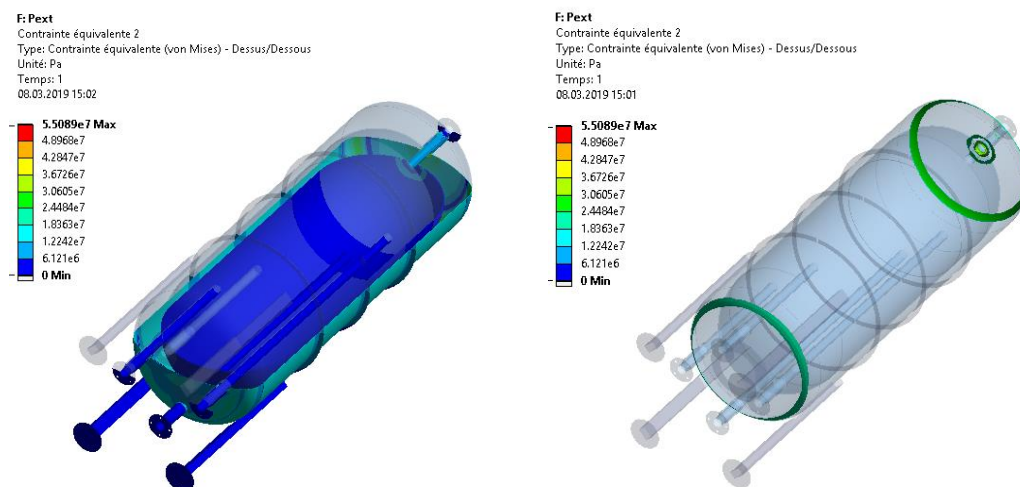 F: Pext
Contrainte équivalente 2
Type: Contrainte équivalente (von Mises) - Dessus/Dessous
Unité: Pa
Temps: 1
08.03.2019 15:02
5.5089e7 Max
4.8968e7
4.2847e7
3.6726e7
3.0605e7
2.4484e7
1.8363e7
1.2242e7
6.121e6
0 Min
F: Pext
Contrainte équivalente 2
Type: Contrainte équivalente (von Mises) - Dessus/Dessous
Unité: Pa
Temps: 1
08.03.2019 15:01
5.5089e7 Max
4.8968e7
4.2847e7
3.6726e7
3.0605e7
2.4484e7
1.8363e7
1.2242e7
6.121e6
0 Min